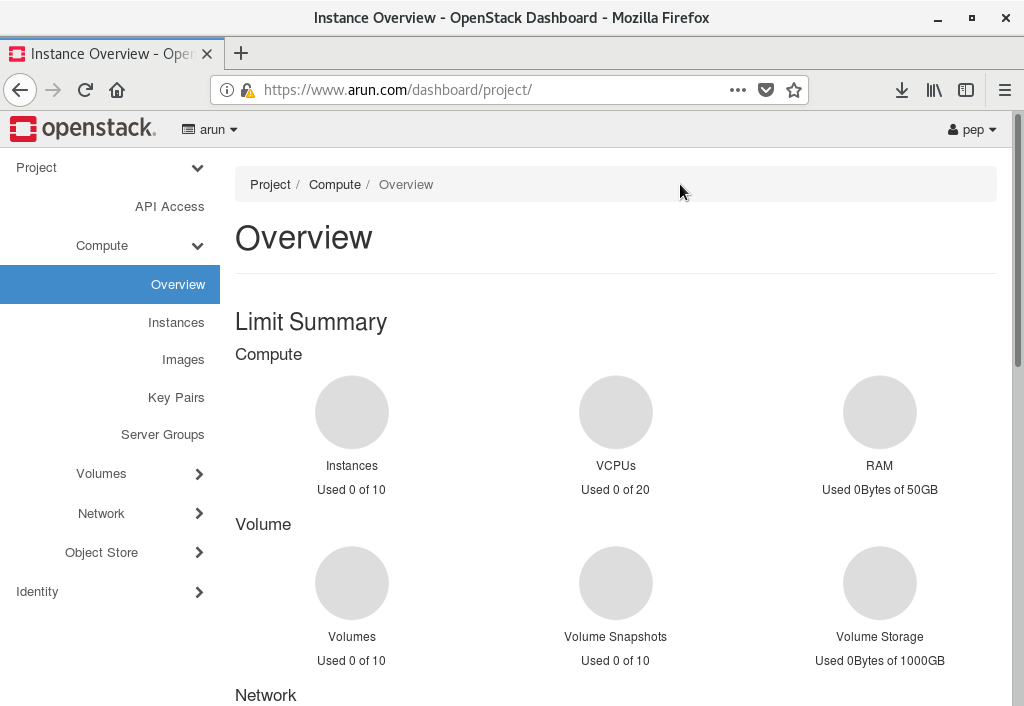 Instance Overview - OpenStack Dashboard - Mozilla Firefox
Instance Overview - Open
https://www.arun.com/dashboard/project/
openstack.
arun
pep
Project
API Access
Compute
Overview
Instances
Images
Key Pairs
Server Groups
Volumes
Network
Object Store
Identity
Project / Compute / Overview
Overview
Limit Summary
Compute
Instances VCPUs RAM
Used 0 of 10 Used 0 of 20 Used 0Bytes of 50GB
Volume
Volumes Volume Snapshots Volume Storage
Used 0 of 10 Used 0 of 10 Used 0Bytes of 1000GB
Network